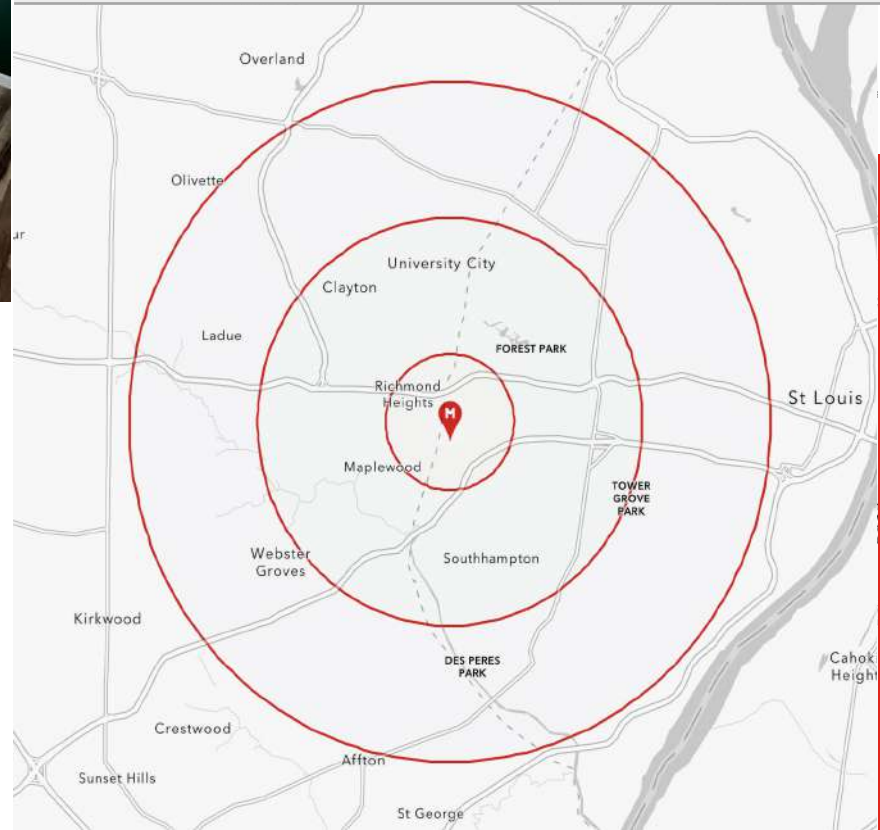 Overland
Olivette
ur
University City
Clayton
Ladue
FOREST PARK
Richmond
Heights
St Louis
M
Maplewood
TOWER
GROVE
PARK
Webster
Groves
Southhampton
Kirkwood
DES PERES
PARK
Cahok
Height
Crestwood
Affton
Sunset Hills
St George